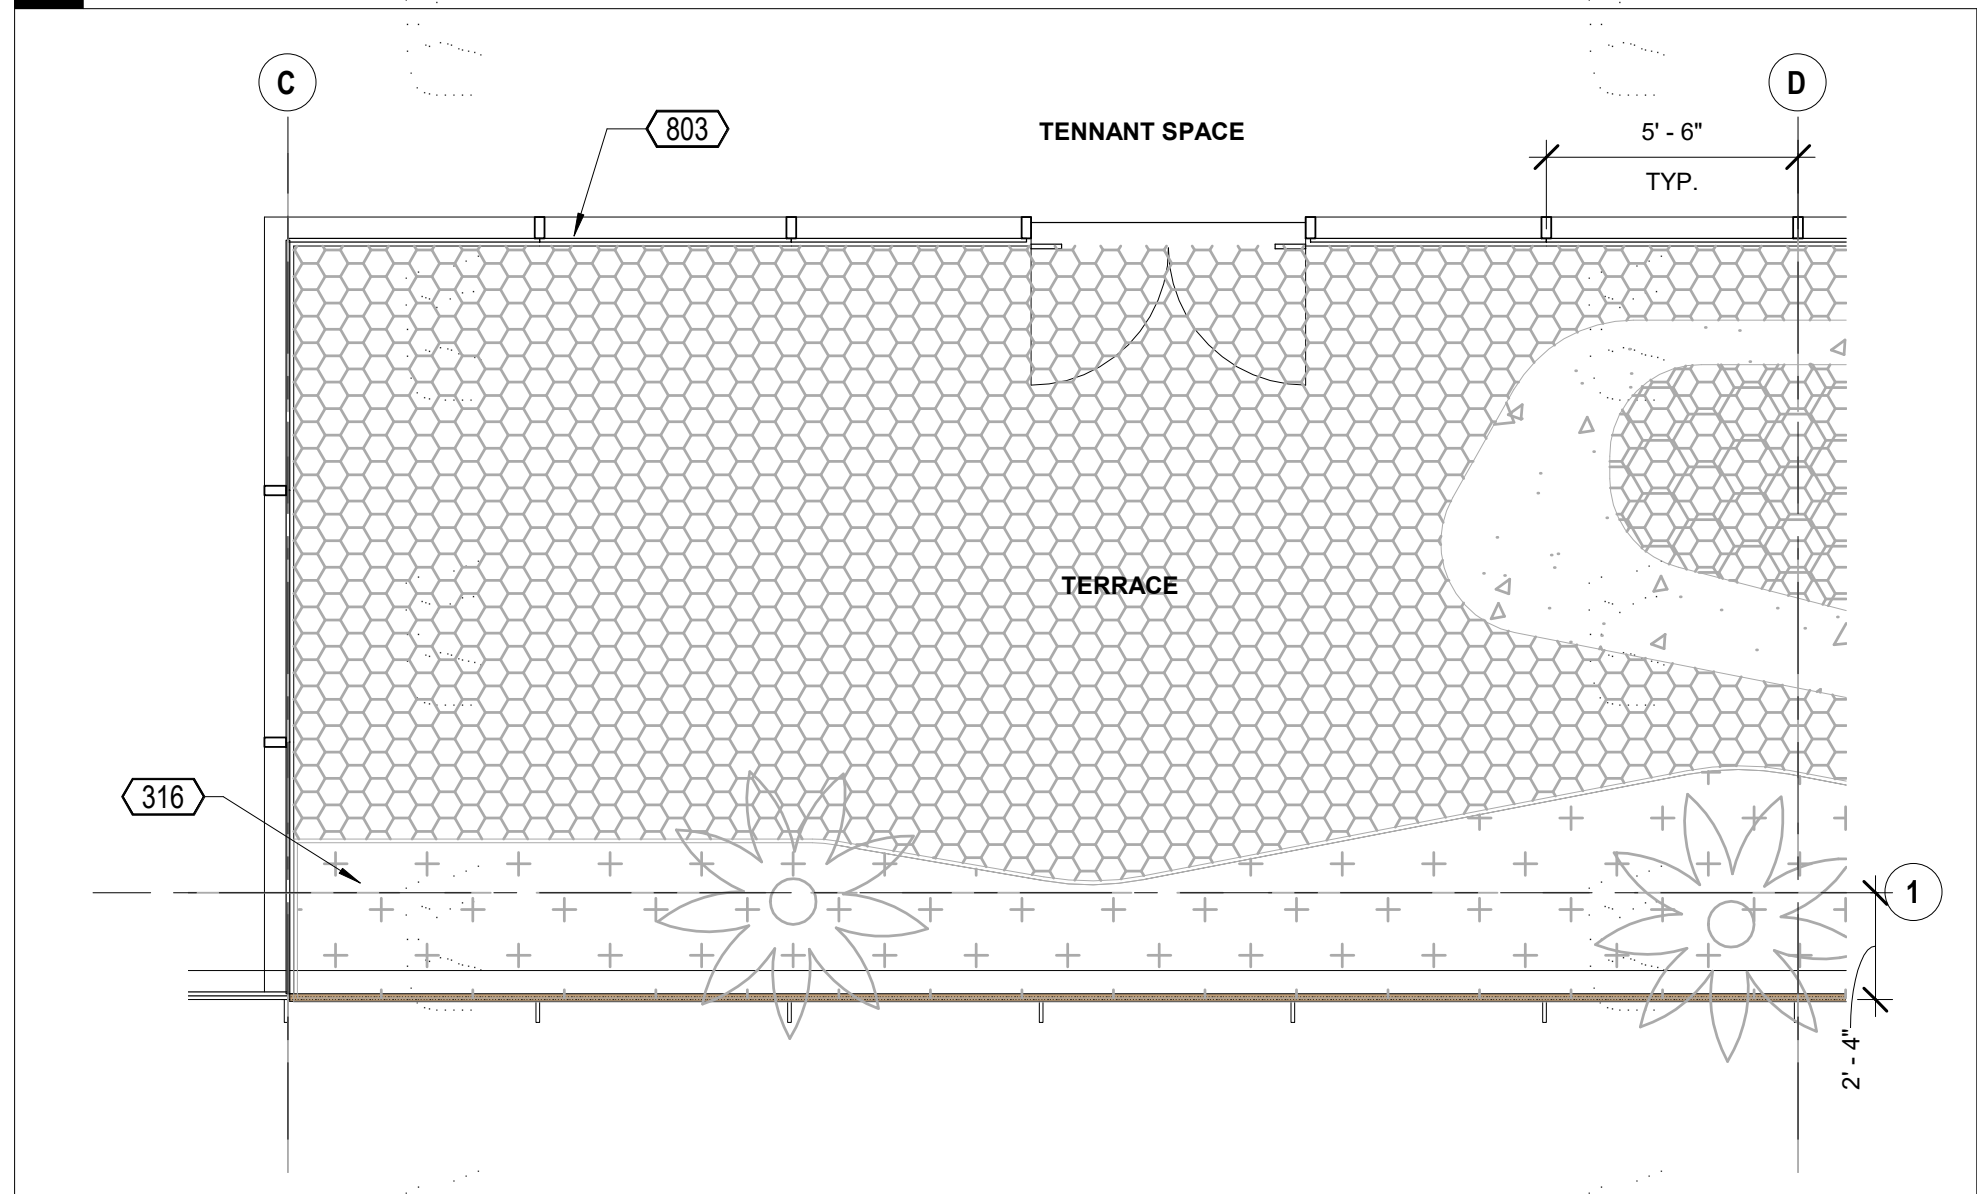 C
D
803
TENNANT SPACE
5' - 6"
TYP.
TERRACE
316
1
2' - 4"